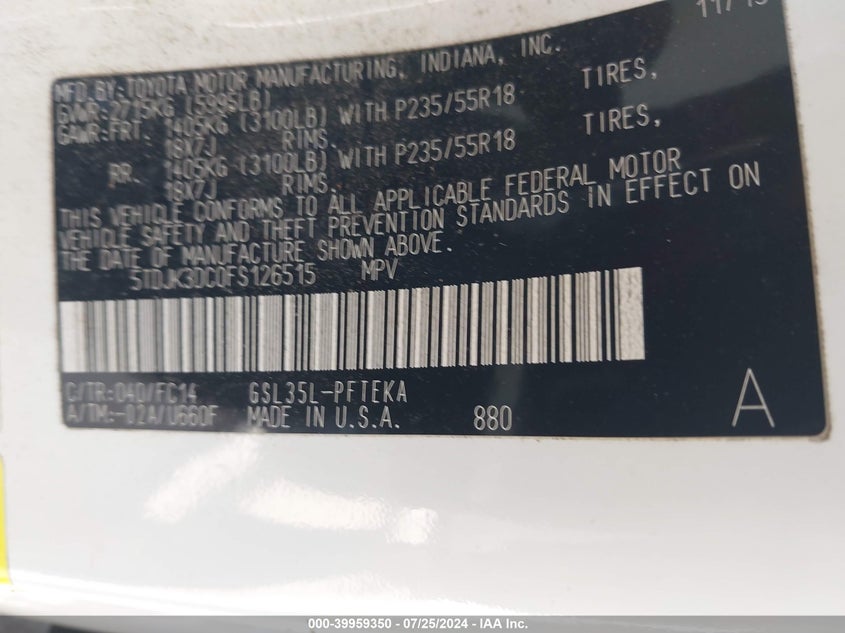 MFD.BY:TOYOTA MOTOR MANUFACTURING, INDIANA, INC.
GVWR:2715KG (5995LB)
GAWR:FRT. 1405KG (3100LB) WITH P235/55R18 TIRES,
18X7J RIMS.
RR. 1405KG (3100LB) WITH P235/55R18 TIRES,
18X7J RIMS.
THIS VEHICLE CONFORMS TO ALL APPLICABLE FEDERAL MOTOR
VEHICLE SAFETY AND THEFT PREVENTION STANDARDS IN EFFECT ON
THE DATE OF MANUFACTURE SHOWN ABOVE.
5TDJK3DC0FS126515 MPV
C/TR:040/FC14 GSL35L-PFTEKA
A/TM:-02A/U660F MADE IN U.S.A. 880
A
000-39959350 / 07/25/2024 - IAA Inc.